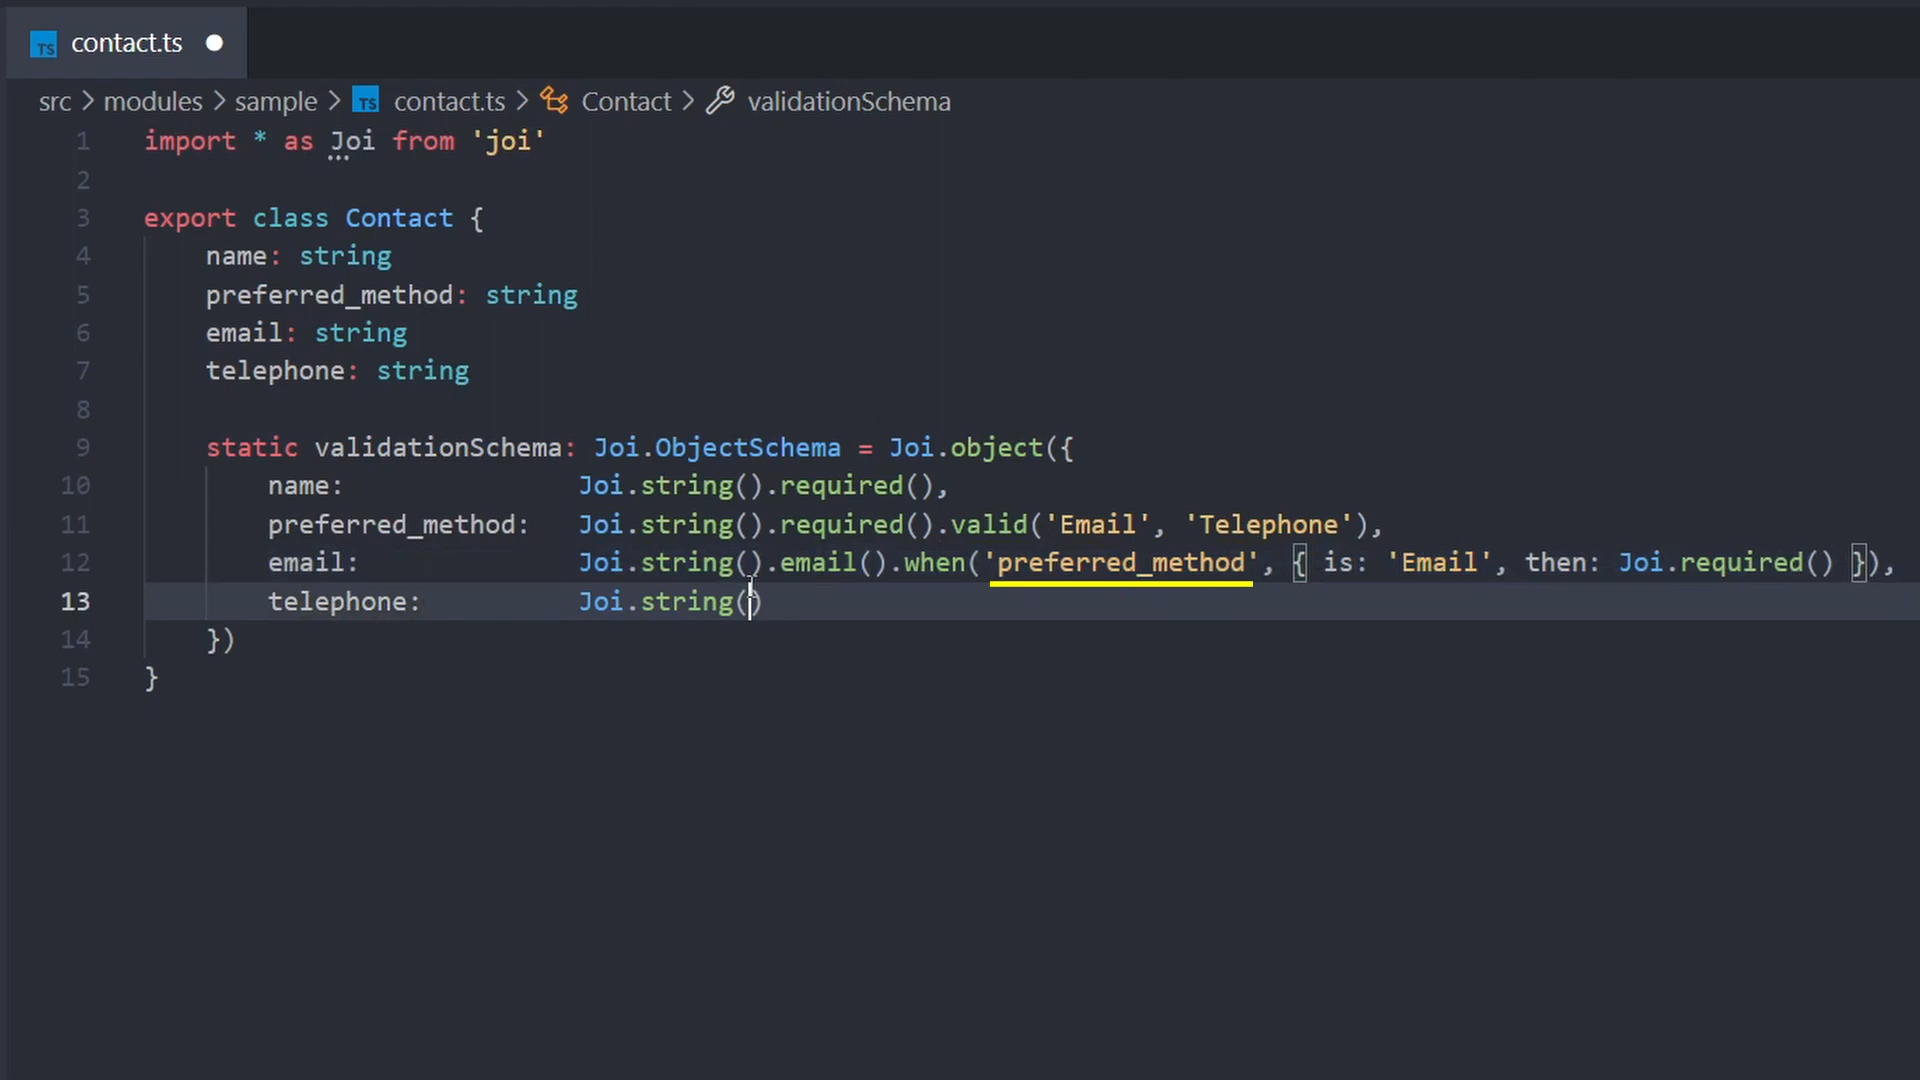 TS contact.ts
src > modules > sample > TS contact.ts > Contact > validationSchema
1 import * as Joi from 'joi'
2
3 export class Contact {
4 name: string
5 preferred_method: string
6 email: string
7 telephone: string
8
9 static validationSchema: Joi.ObjectSchema = Joi.object({
10 name: Joi.string().required(),
11 preferred_method: Joi.string().required().valid('Email', 'Telephone'),
12 email: Joi.string().email().when('preferred_method', { is: 'Email', then: Joi.required() }),
13 telephone: Joi.string()
14 })
15 }